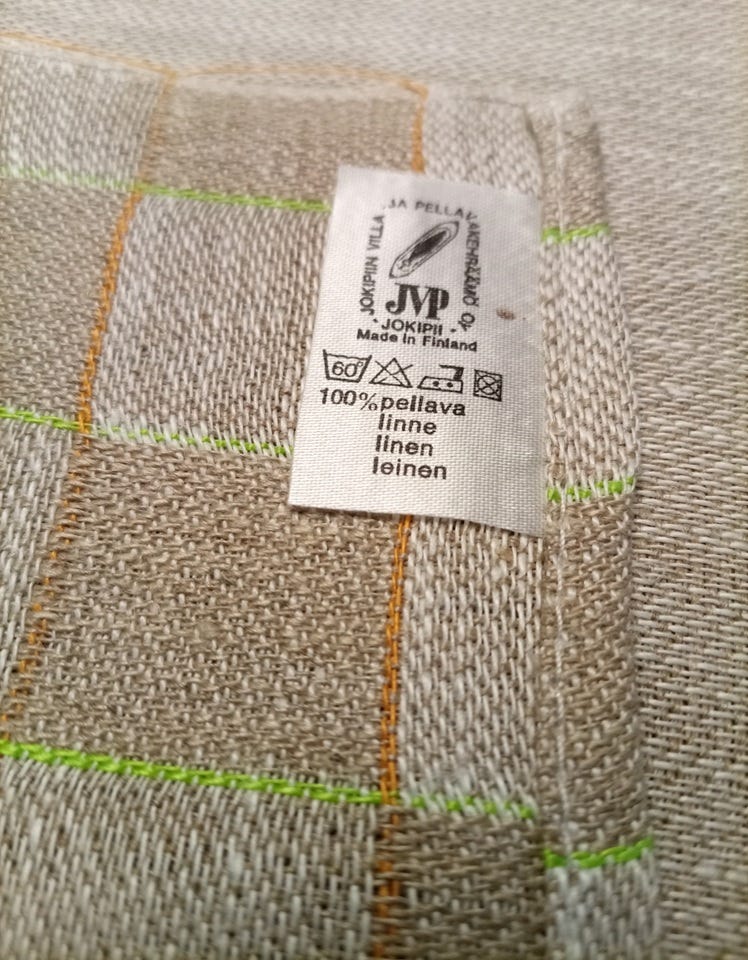 JOKIPIIN VILLA JA PELLAVAKEHRÄÄMÖ OY
JVP
· JOKIPII ·
Made in Finland
60°
100% pellava
linne
linen
leinen